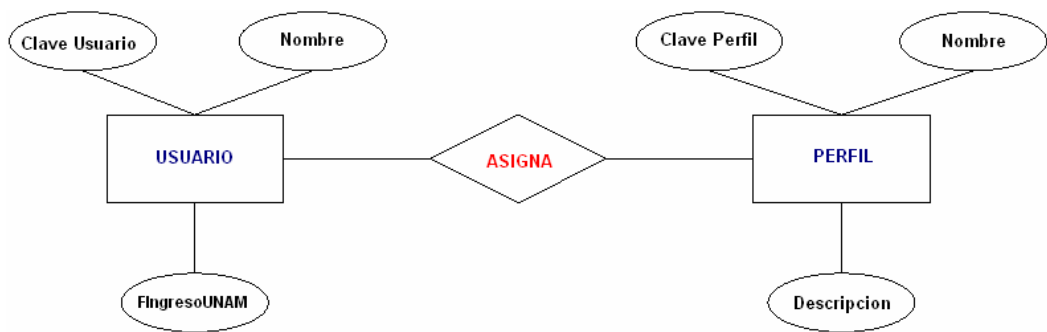 Clave Usuario
Nombre
Clave Perfil
Nombre
USUARIO
ASIGNA
PERFIL
FIngresoUNAM
Descripcion